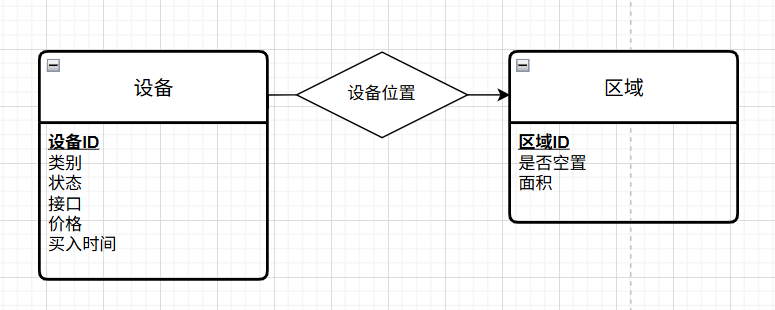 设备
设备ID
类别
状态
接口
价格
买入时间
设备位置
区域
区域ID
是否空置
面积